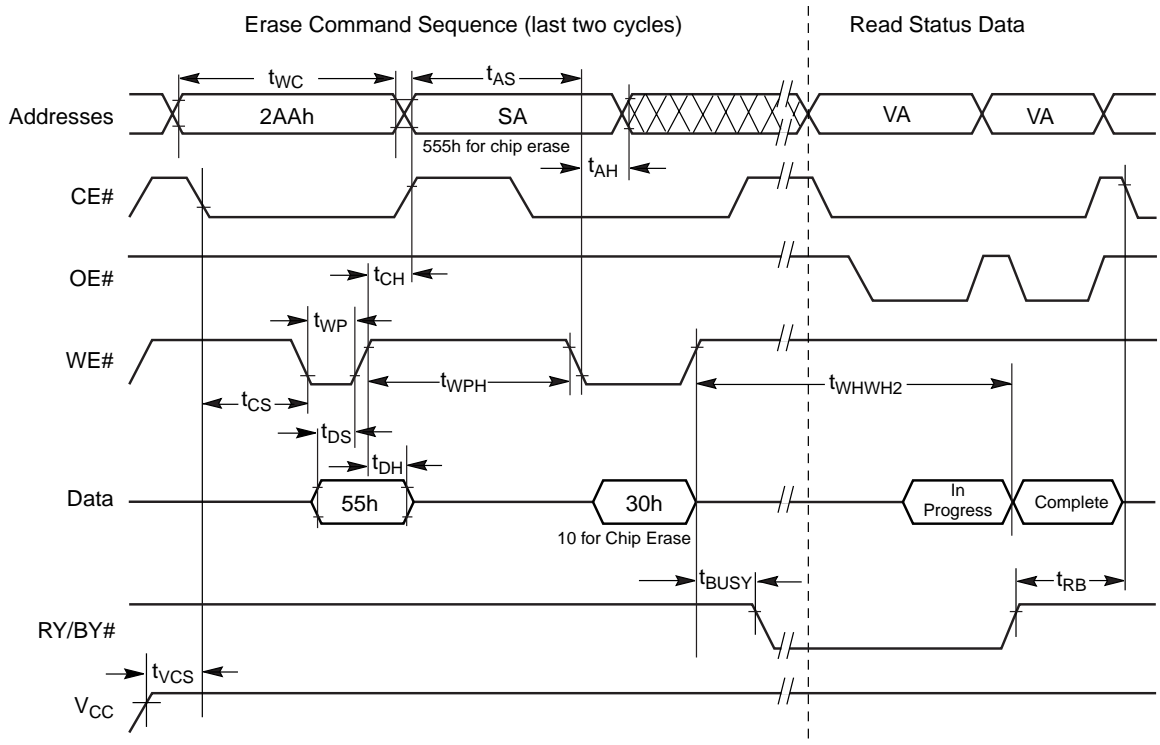 Erase Command Sequence (last two cycles) Read Status Data
tWC tAS
Addresses 2AAh SA VA VA
555h for chip erase
tAH
CE#
OE#
tCH
tWP
WE#
tWPH tWHWH2
tCS
tDS
tDH
Data 55h 30h In Progress Complete
10 for Chip Erase
tBUSY tRB
RY/BY#
tVCS
VCC